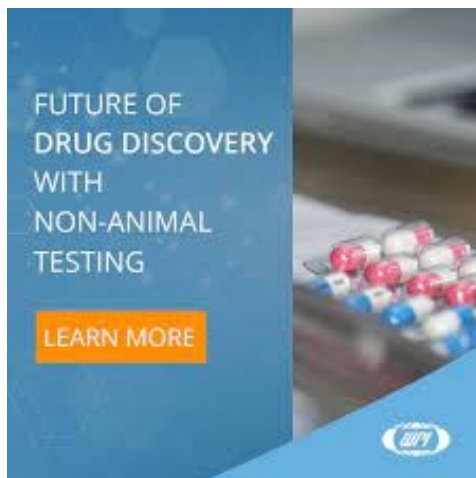 FUTURE OF
DRUG DISCOVERY
WITH
NON-ANIMAL
TESTING
LEARN MORE
WPI